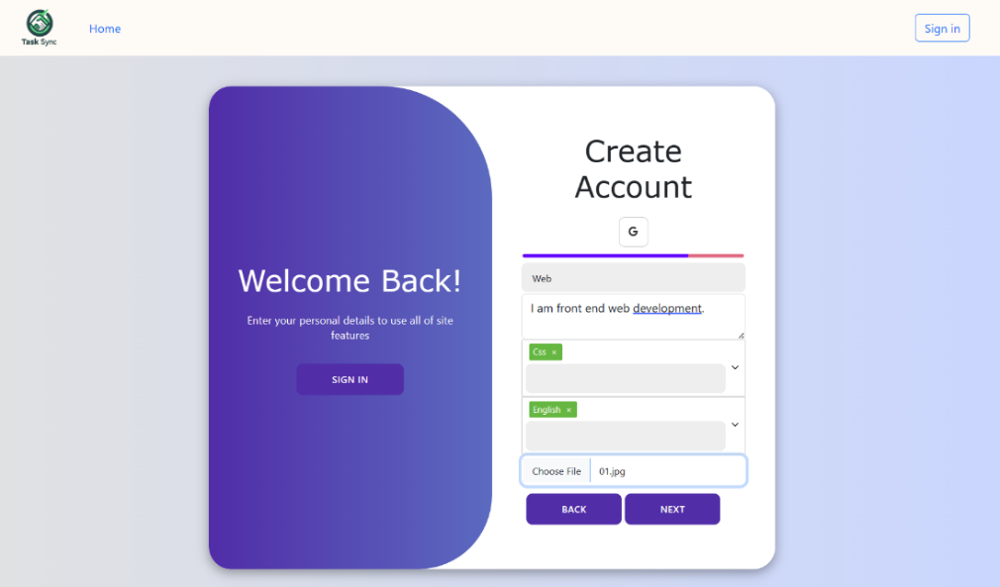 Task Sync
Home
Sign in
Welcome Back!
Enter your personal details to use all of site
features
SIGN IN
Create
Account
G
Web
I am front end web development.
Css ×
English ×
Choose File 01.jpg
BACK NEXT